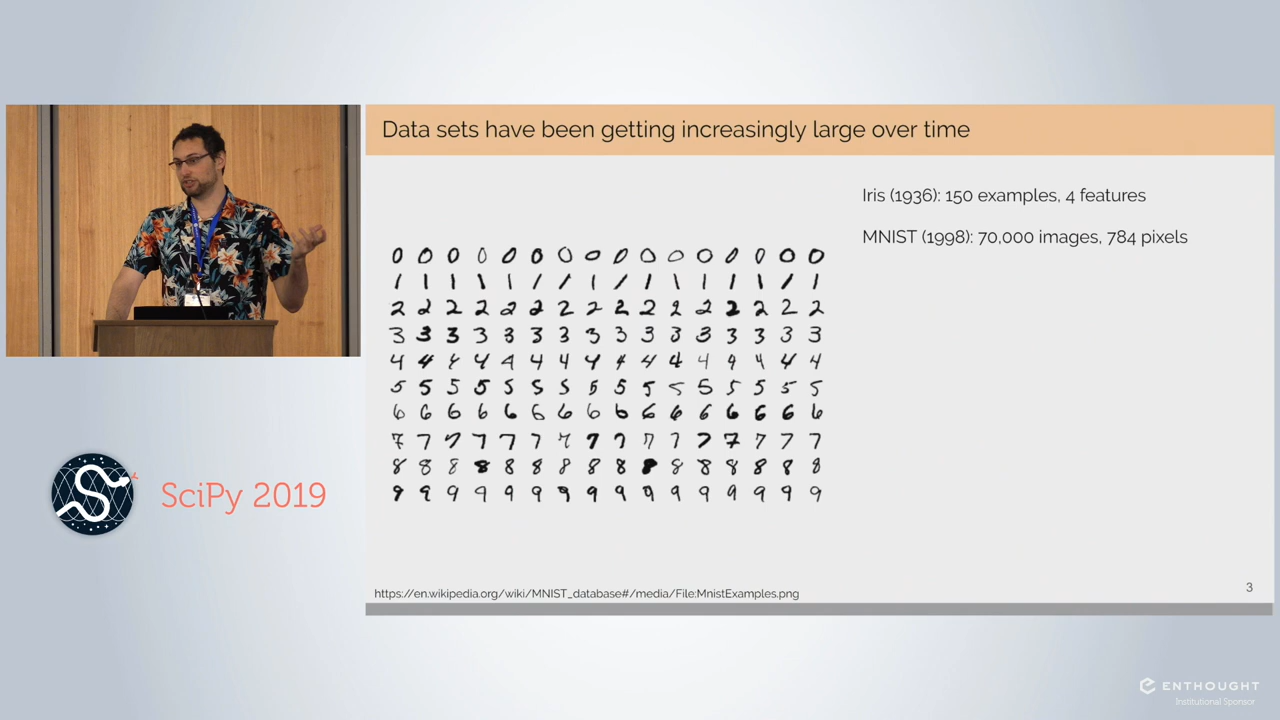 Data sets have been getting increasingly large over time
Iris (1936): 150 examples, 4 features
MNIST (1998): 70,000 images, 784 pixels
0 0 0 0 0 0 0 0 0 0 0 0 0 0 0 0
1 1 1 1 1 1 1 1 1 1 1 1 1 1 1 1
2 2 2 2 2 2 2 2 2 2 2 2 2 2 2 2
3 3 3 3 3 3 3 3 3 3 3 3 3 3 3 3
4 4 4 4 4 4 4 4 4 4 4 4 4 4 4 4
5 5 5 5 5 5 5 5 5 5 5 5 5 5 5 5
6 6 6 6 6 6 6 6 6 6 6 6 6 6 6 6
7 7 7 7 7 7 7 7 7 7 7 7 7 7 7 7
8 8 8 8 8 8 8 8 8 8 8 8 8 8 8 8
9 9 9 9 9 9 9 9 9 9 9 9 9 9 9 9
https://en.wikipedia.org/wiki/MNIST_database#/media/File:MnistExamples.png
3
SciPy 2019
ENTHOUGHT
Institutional Sponsor